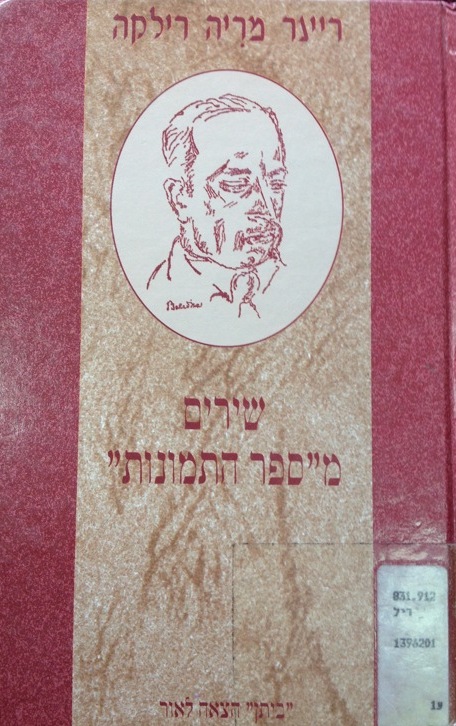 ריינר מריה רילקה
שירים
מ״ספר התמונות״
״ביתן״ הוצאה לאור
831.912
ריל
1396201